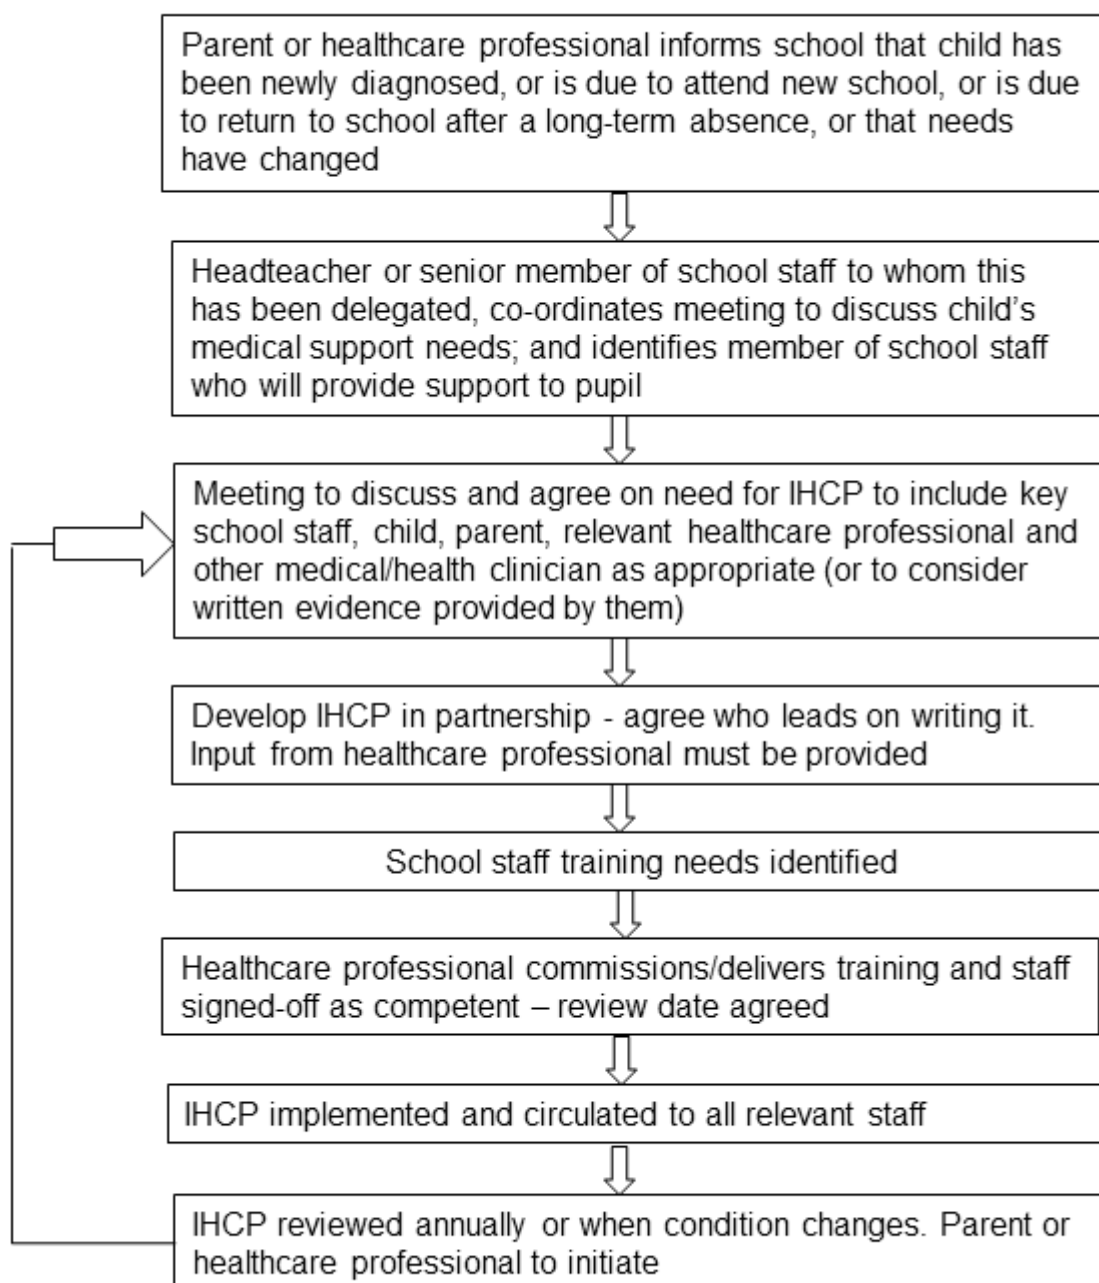 Parent or healthcare professional informs school that child has
been newly diagnosed, or is due to attend new school, or is due
to return to school after a long-term absence, or that needs
have changed
Headteacher or senior member of school staff to whom this
has been delegated, co-ordinates meeting to discuss child's
medical support needs; and identifies member of school staff
who will provide support to pupil
Meeting to discuss and agree on need for IHCP to include key
school staff, child, parent, relevant healthcare professional and
other medical/health clinician as appropriate (or to consider
written evidence provided by them)
Develop IHCP in partnership - agree who leads on writing it.
Input from healthcare professional must be provided
School staff training needs identified
Healthcare professional commissions/delivers training and staff
signed-off as competent – review date agreed
IHCP implemented and circulated to all relevant staff
IHCP reviewed annually or when condition changes. Parent or
healthcare professional to initiate